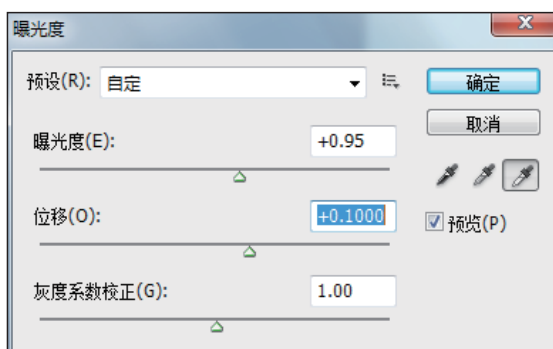 曝光度
预设(R): 自定
确定
取消
曝光度(E): +0.95
位移(O): +0.1000
预览(P)
灰度系数校正(G): 1.00